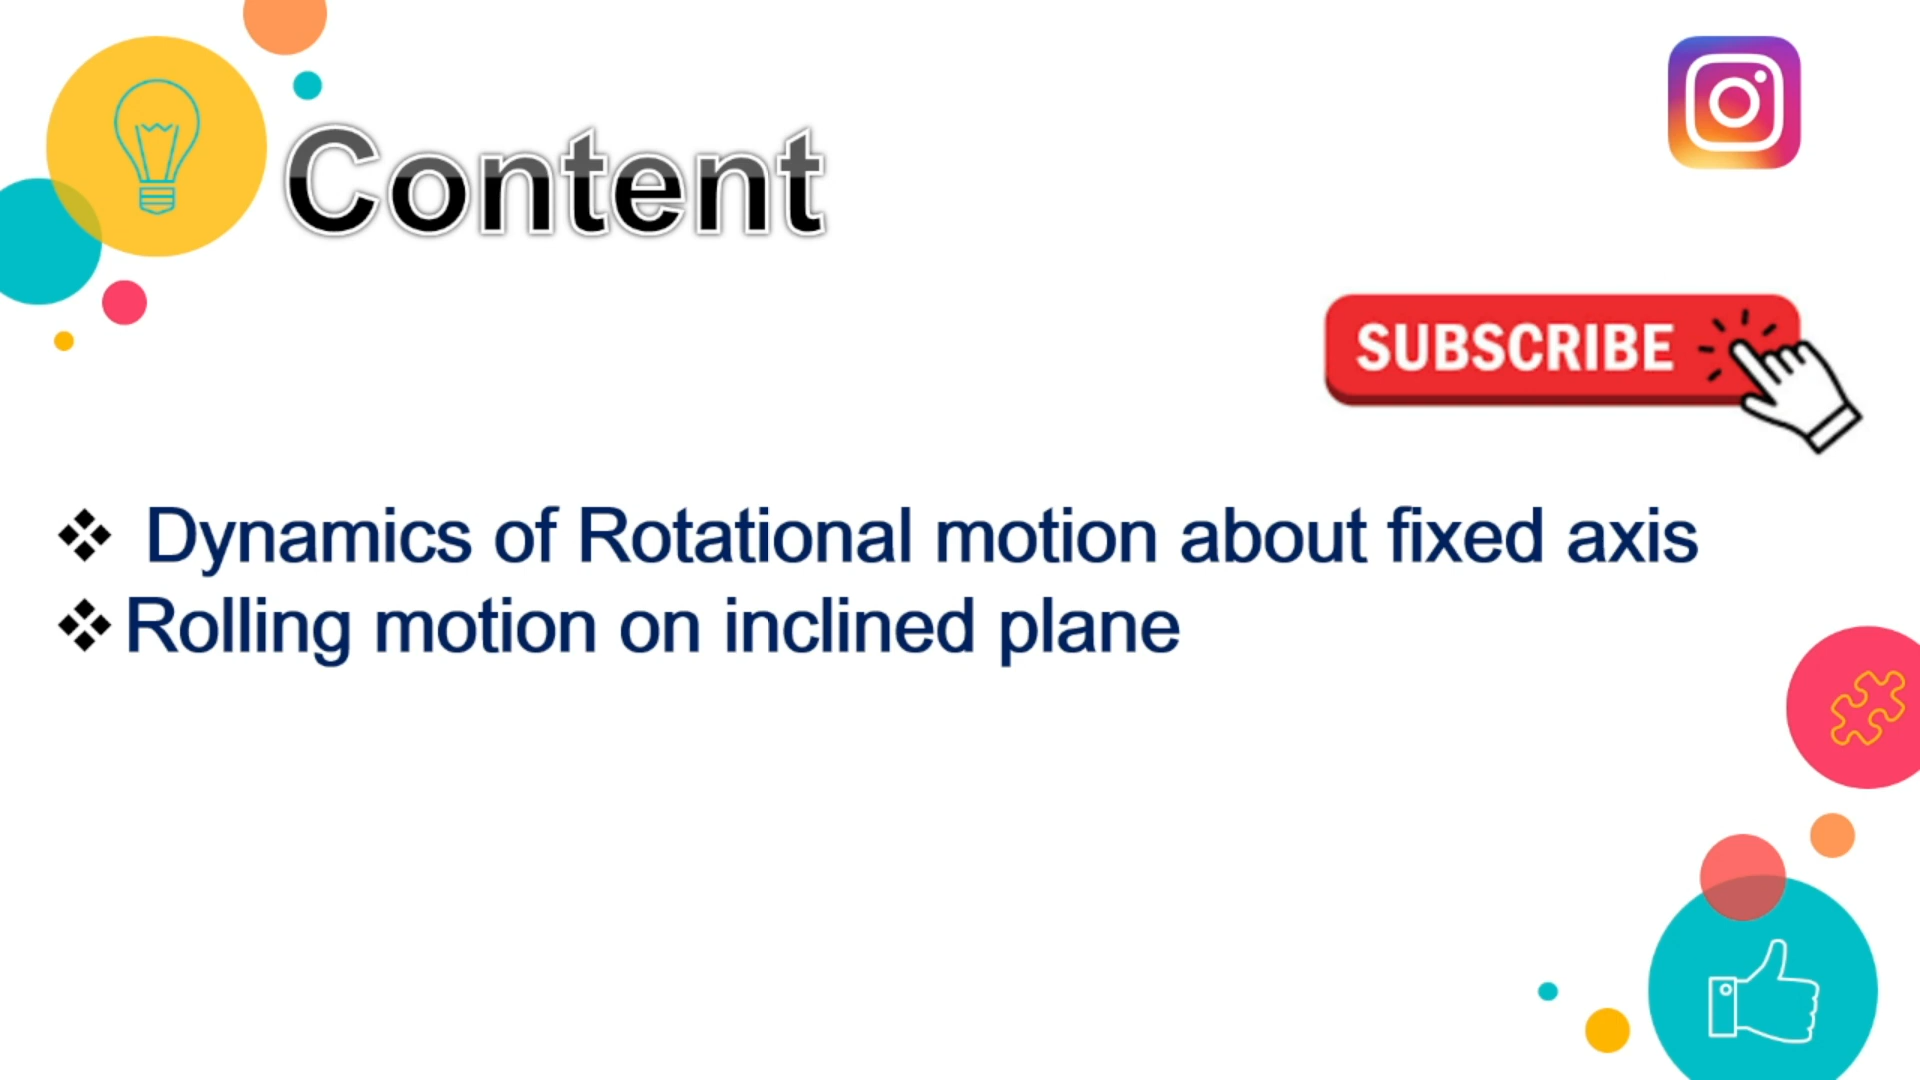 Content
SUBSCRIBE
❖ Dynamics of Rotational motion about fixed axis
❖ Rolling motion on inclined plane